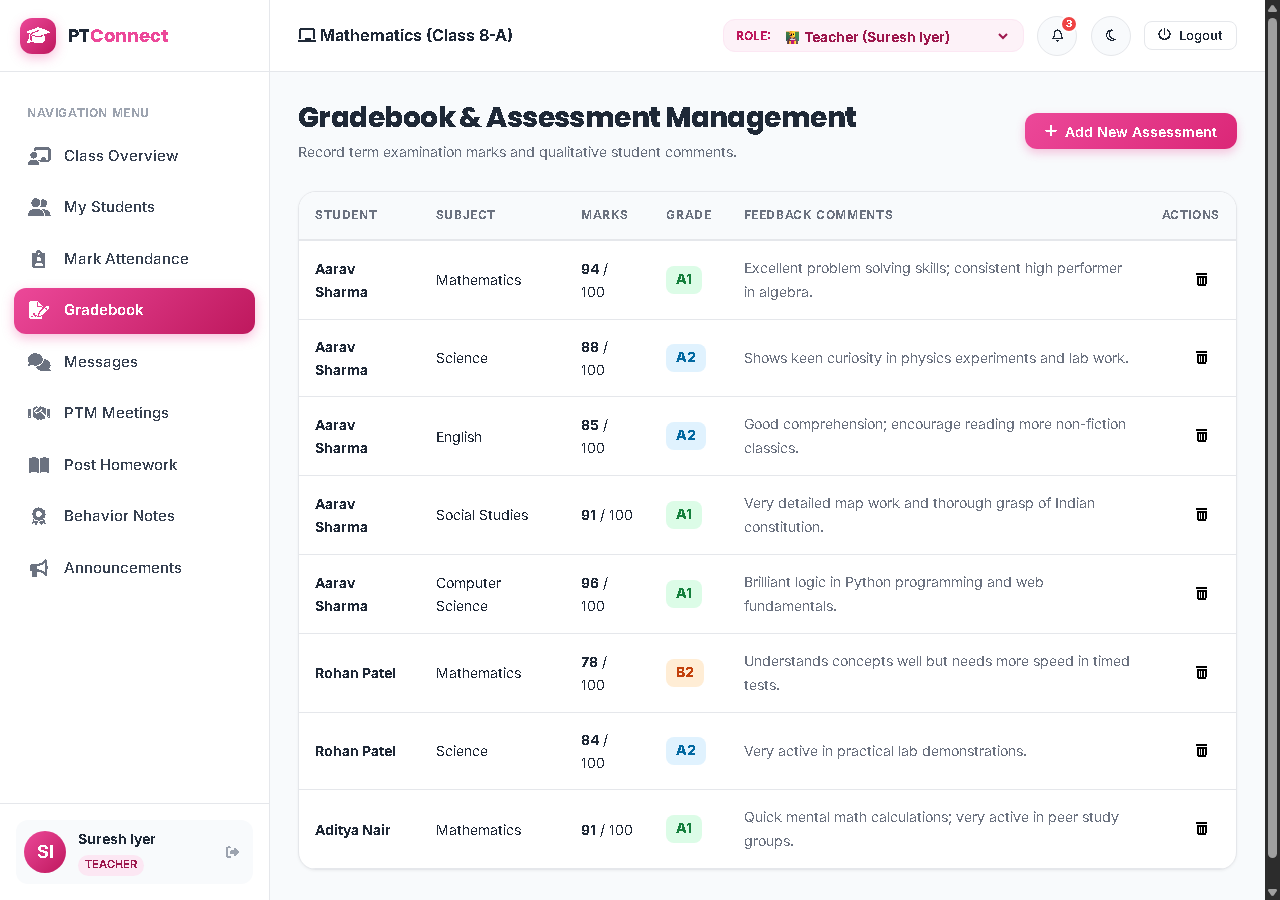 PTConnect
Mathematics (Class 8-A)
ROLE: Teacher (Suresh Iyer)
3
Logout
NAVIGATION MENU
Class Overview
My Students
Mark Attendance
Gradebook
Messages
PTM Meetings
Post Homework
Behavior Notes
Announcements
Suresh Iyer
SI
TEACHER
Gradebook & Assessment Management
Record term examination marks and qualitative student comments.
+ Add New Assessment
STUDENT SUBJECT MARKS GRADE FEEDBACK COMMENTS ACTIONS
Aarav Sharma Mathematics 94 / 100 A1 Excellent problem solving skills; consistent high performer
in algebra.
Aarav Sharma Science 88 / 100 A2 Shows keen curiosity in physics experiments and lab work.
Aarav Sharma English 85 / 100 A2 Good comprehension; encourage reading more non-fiction
classics.
Aarav Sharma Social Studies 91 / 100 A1 Very detailed map work and thorough grasp of Indian
constitution.
Aarav Sharma Computer Science 96 / 100 A1 Brilliant logic in Python programming and web
fundamentals.
Rohan Patel Mathematics 78 / 100 B2 Understands concepts well but needs more speed in timed
tests.
Rohan Patel Science 84 / 100 A2 Very active in practical lab demonstrations.
Aditya Nair Mathematics 91 / 100 A1 Quick mental math calculations; very active in peer study
groups.